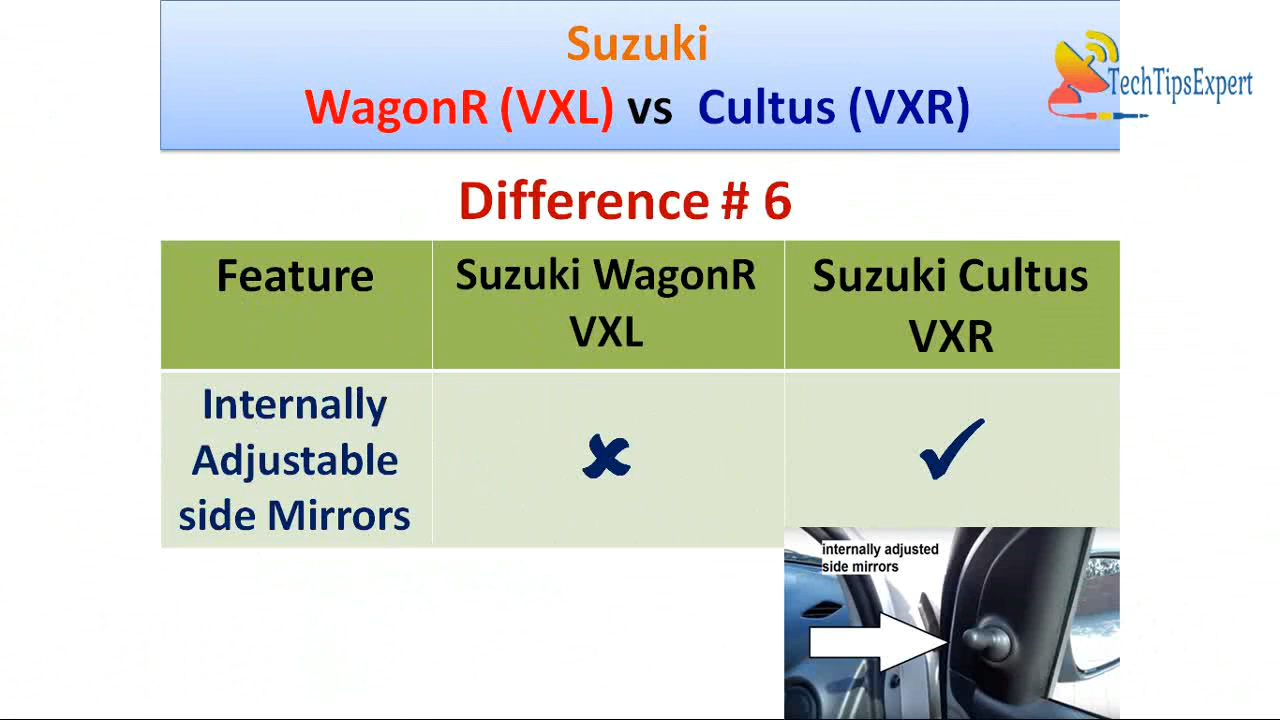 Suzuki
WagonR (VXL) vs Cultus (VXR)
TechTipsExpert
Difference # 6
Feature
Suzuki WagonR
VXL
Suzuki Cultus
VXR
Internally
Adjustable
side Mirrors
internally adjusted
side mirrors